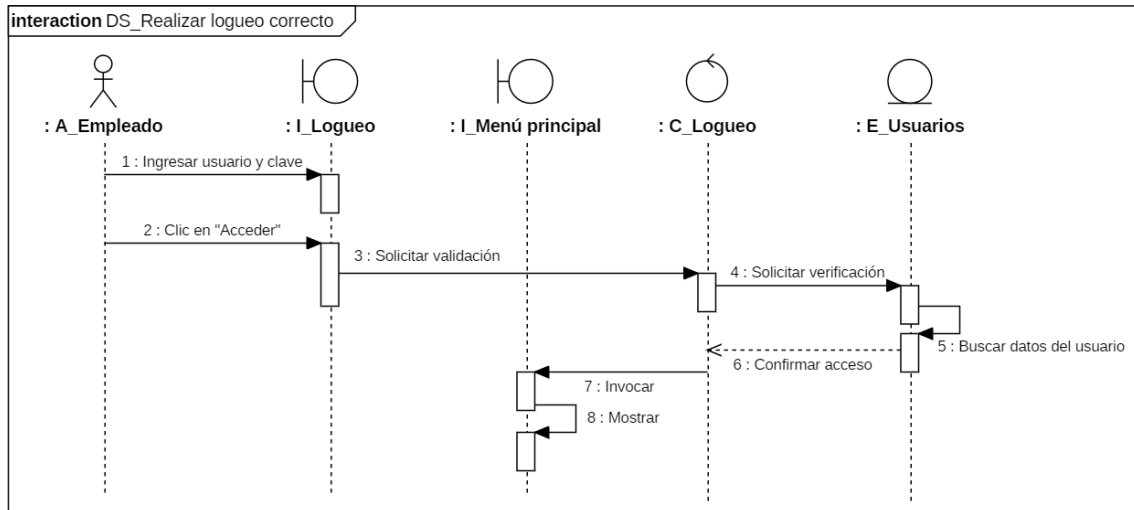 interaction DS_Realizar logueo correcto
: A_Empleado
: I_Logueo
: I_Menú principal
: C_Logueo
: E_Usuarios
1 : Ingresar usuario y clave
2 : Clic en "Acceder"
3 : Solicitar validación
4 : Solicitar verificación
5 : Buscar datos del usuario
6 : Confirmar acceso
7 : Invocar
8 : Mostrar